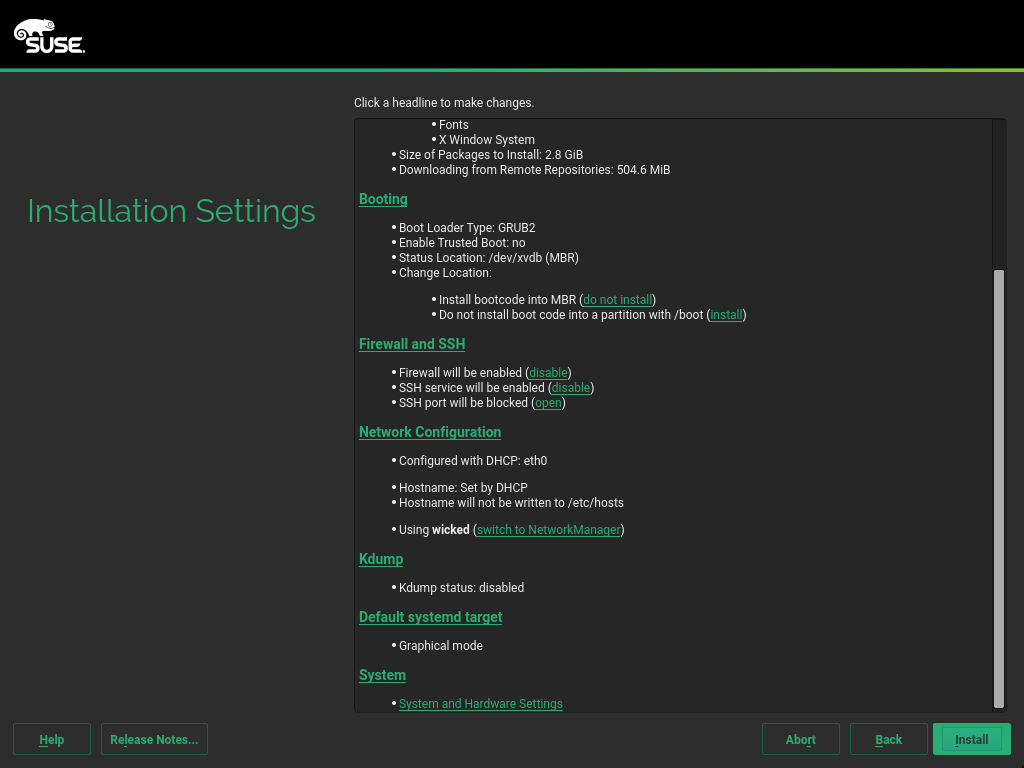 SUSE.
Click a headline to make changes.
Installation Settings
• Fonts
• X Window System
• Size of Packages to Install: 2.8 GiB
• Downloading from Remote Repositories: 504.6 MiB
Booting
• Boot Loader Type: GRUB2
• Enable Trusted Boot: no
• Status Location: /dev/xvdb (MBR)
• Change Location:
• Install bootcode into MBR (do not install)
• Do not install boot code into a partition with /boot (install)
Firewall and SSH
• Firewall will be enabled (disable)
• SSH service will be enabled (disable)
• SSH port will be blocked (open)
Network Configuration
• Configured with DHCP: eth0
• Hostname: Set by DHCP
• Hostname will not be written to /etc/hosts
• Using wicked (switch to NetworkManager)
Kdump
• Kdump status: disabled
Default systemd target
• Graphical mode
System
• System and Hardware Settings
Help Release Notes... Abort Back Install